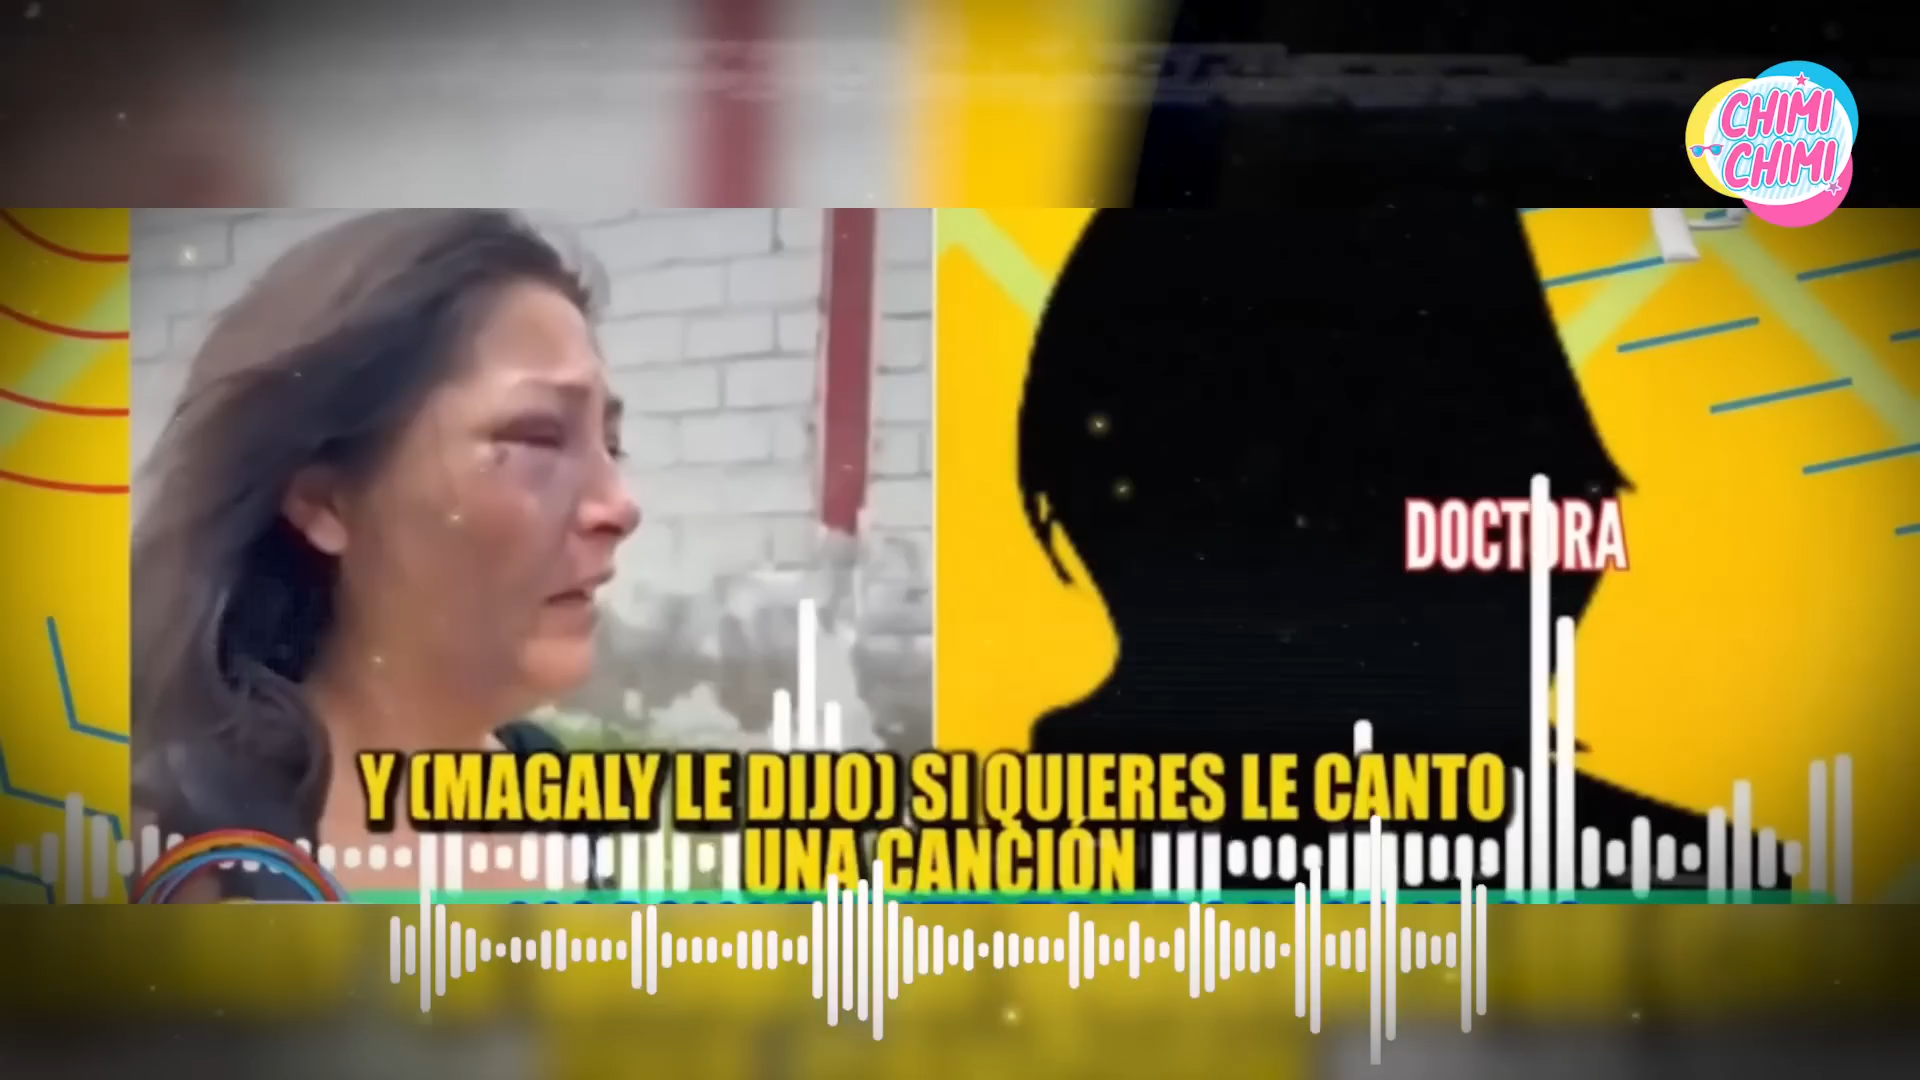 CHIMI
CHIMI
DOCTORA
Y (MAGALY LE DIJO) SI QUIERES LE CANTO
UNA CANCIÓN